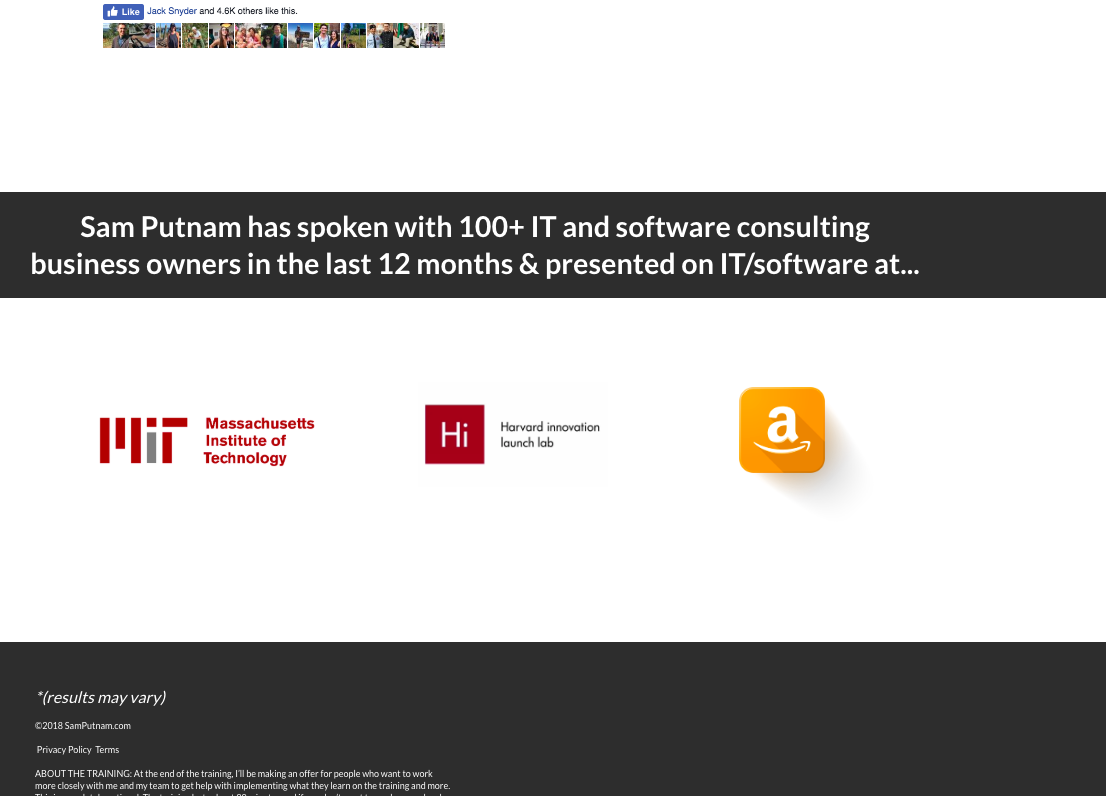 Like Jack Snyder and 4.6K others like this.
Sam Putnam has spoken with 100+ IT and software consulting
business owners in the last 12 months & presented on IT/software at...
MIT Massachusetts
Institute of
Technology
Hi Harvard innovation
launch lab
a
*(results may vary)
©2018 SamPutnam.com
Privacy Policy Terms
ABOUT THE TRAINING: At the end of the training, I'll be making an offer for people who want to work
more closely with me and my team to get help with implementing what they learn on the training and more.